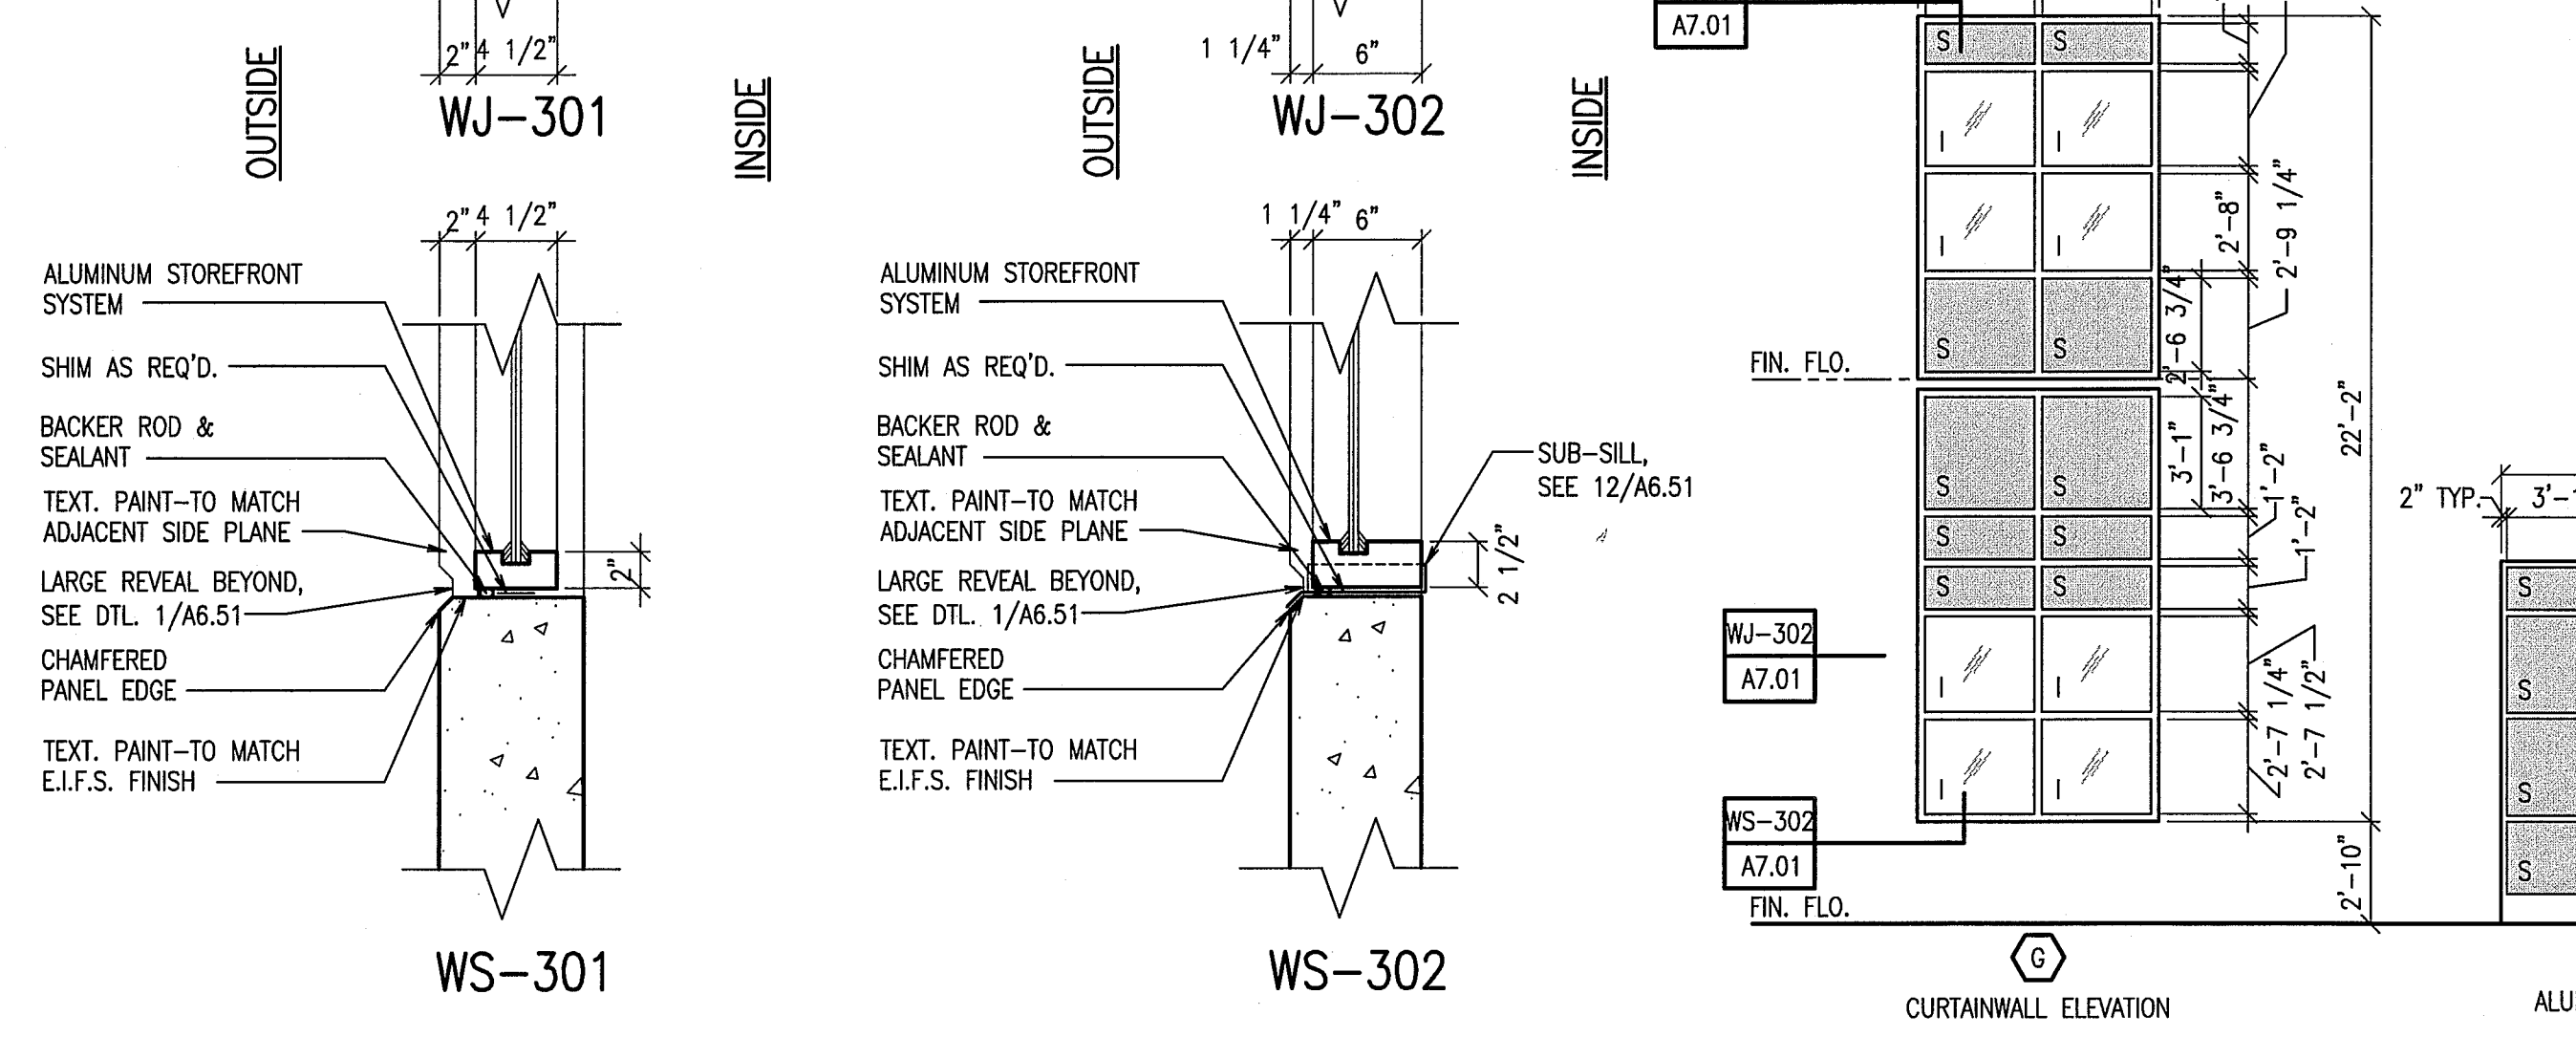 2" 4 1/2"
WJ-301
OUTSIDE
INSIDE
2" 4 1/2"
ALUMINUM STOREFRONT
SYSTEM
SHIM AS REQ'D.
BACKER ROD &
SEALANT
TEXT. PAINT-TO MATCH
ADJACENT SIDE PLANE
LARGE REVEAL BEYOND,
SEE DTL. 1/A6.51
CHAMFERED
PANEL EDGE
TEXT. PAINT-TO MATCH
E.I.F.S. FINISH
2"
WS-301
1 1/4" 6"
WJ-302
OUTSIDE
INSIDE
1 1/4" 6"
ALUMINUM STOREFRONT
SYSTEM
SHIM AS REQ'D.
BACKER ROD &
SEALANT
TEXT. PAINT-TO MATCH
ADJACENT SIDE PLANE
LARGE REVEAL BEYOND,
SEE DTL. 1/A6.51
CHAMFERED
PANEL EDGE
TEXT. PAINT-TO MATCH
E.I.F.S. FINISH
SUB-SILL,
SEE 12/A6.51
2 1/2"
WS-302
A7.01
S S
I I
I I
S S
FIN. FLO.
S S
S S
S S
I I
I I
WJ-302
A7.01
WS-302
A7.01
FIN. FLO.
2'-8"
2'-9 1/4"
2'-6 3/4"
3'-1"
3'-6 3/4"
1'-2"
1'-2"
2'-7 1/4"
2'-7 1/2"
22'-2"
2'-10"
G
CURTAINWALL ELEVATION
2" TYP.
3'-1
S
S
S
S
ALU